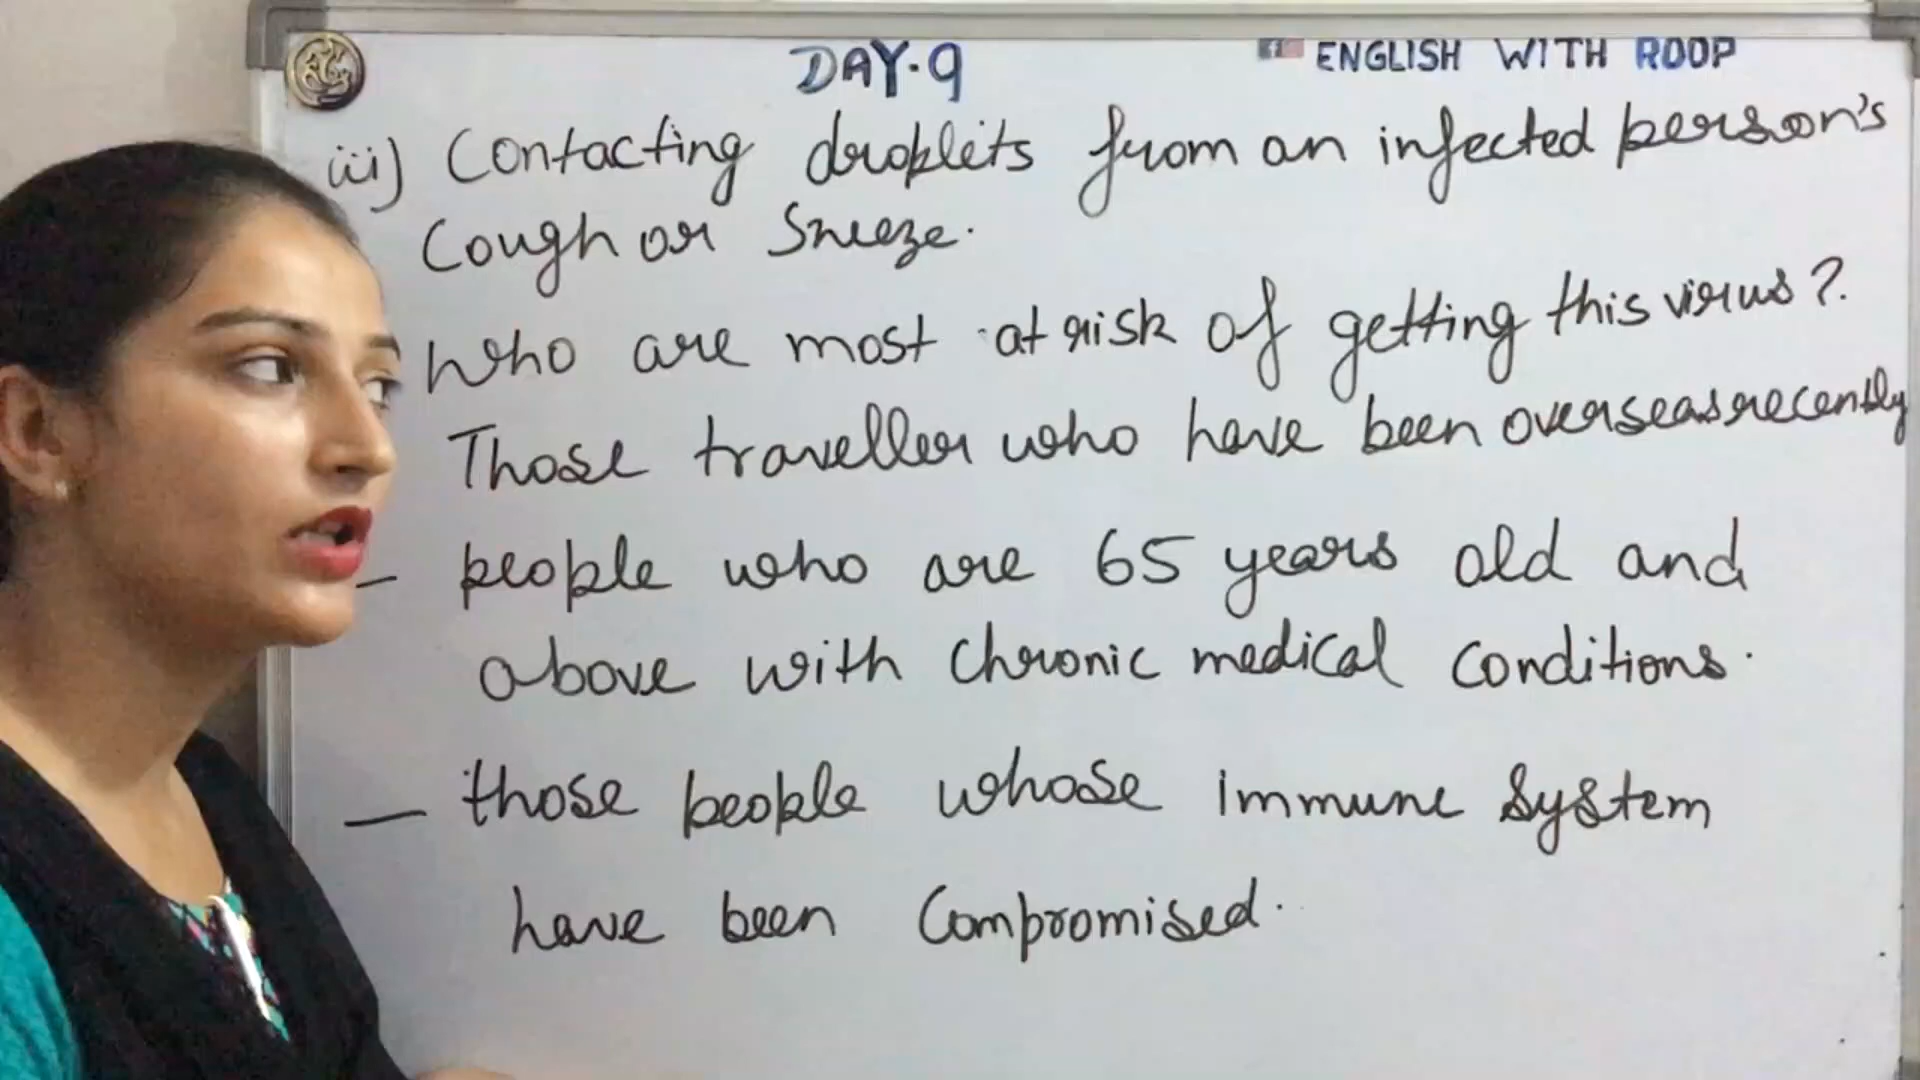 DAY.9
ENGLISH WITH ROOP
iii) Contacting droplets from an infected person's
Cough or Sneeze.
Who are most at risk of getting this virus?
Those traveller who have been overseas recently
– people who are 65 years old and
above with chronic medical conditions.
– those people whose immune system
have been compromised.